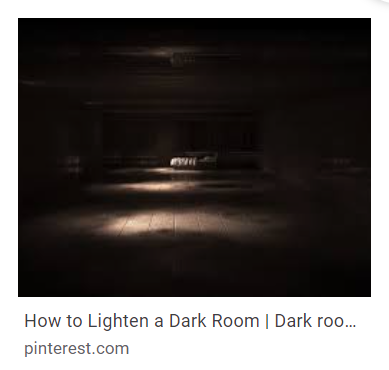 How to Lighten a Dark Room | Dark roo...
pinterest.com